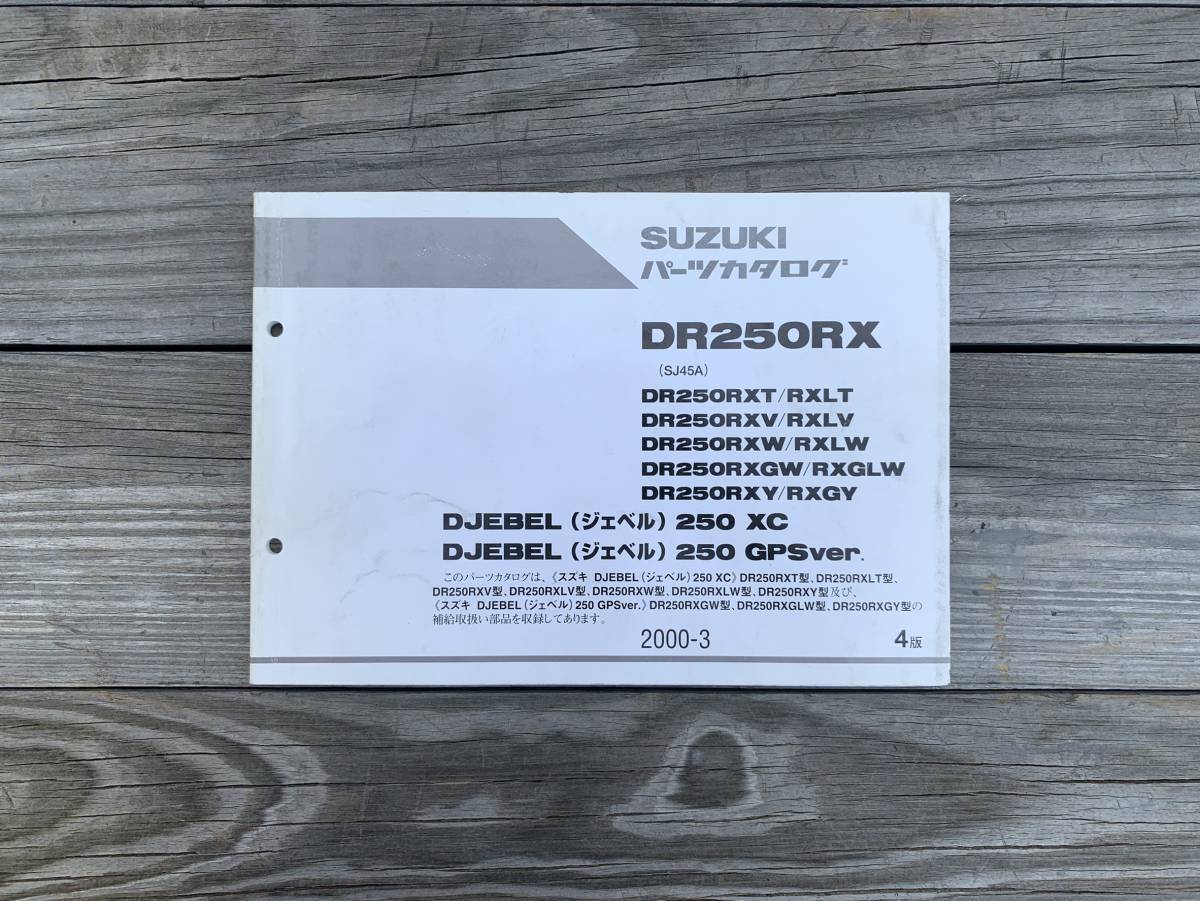 SUZUKI
パーツカタログ
DR250RX
(SJ45A)
DR250RXT/RXLT
DR250RXV/RXLV
DR250RXW/RXLW
DR250RXGW/RXGLW
DR250RXY/RXGY
DJEBEL（ジェベル）250 XC
DJEBEL（ジェベル）250 GPSver.
このパーツカタログは、《スズキ DJEBEL（ジェベル）250 XC》DR250RXT型、DR250RXLT型、
DR250RXV型、DR250RXLV型、DR250RXW型、DR250RXLW型、DR250RXY型及び、
《スズキ DJEBEL（ジェベル）250 GPSver.》DR250RXGW型、DR250RXGLW型、DR250RXGY型の
補給取扱い部品を収録してあります。
2000-3 4版